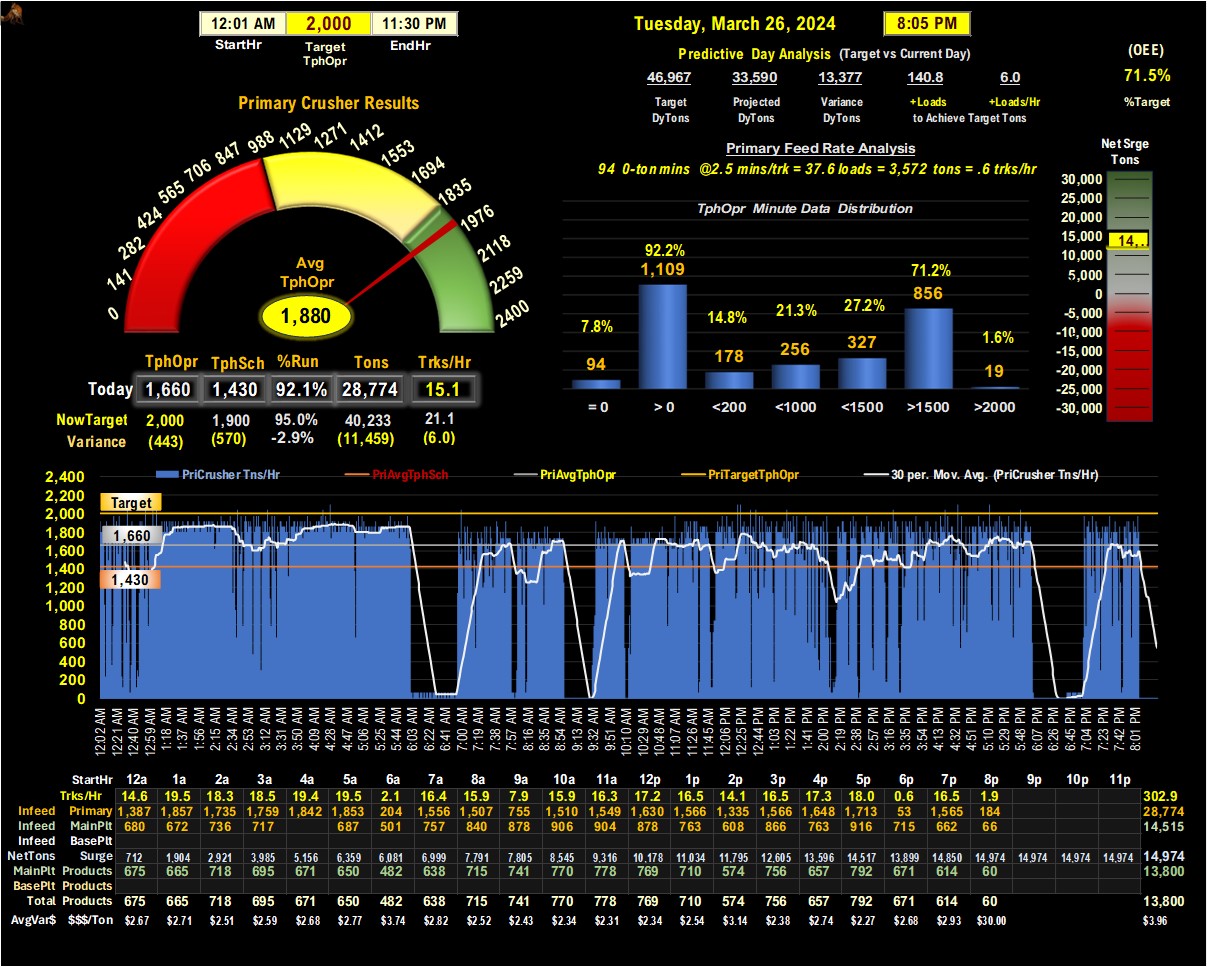 12:01 AM 2,000 11:30 PM
StartHr Target TphOpr EndHr
Tuesday, March 26, 2024 8:05 PM
Predictive Day Analysis (Target vs Current Day)
46,967 33,590 13,377 140.8 6.0
Target DyTons Projected DyTons Variance DyTons +Loads +Loads/Hr
to Achieve Target Tons
(OEE)
71.5%
%Target
Primary Crusher Results
0 141 282 424 565 706 847 988 1129 1271 1412 1553 1694 1835 1976 2118 2259 2400
Avg
TphOpr
1,880
TphOpr TphSch %Run Tons Trks/Hr
Today 1,660 1,430 92.1% 28,774 15.1
NowTarget 2,000 1,900 95.0% 40,233 21.1
Variance (443) (570) -2.9% (11,459) (6.0)
Primary Feed Rate Analysis
94 0-ton mins @2.5 mins/trk = 37.6 loads = 3,572 tons = .6 trks/hr
TphOpr Minute Data Distribution
7.8% 92.2% 14.8% 21.3% 27.2% 71.2% 1.6%
94 1,109 178 256 327 856 19
= 0 > 0 <200 <1000 <1500 >1500 >2000
Net Srge
Tons
30,000
25,000
20,000
15,000
14,..
10,000
5,000
0
-5,000
-10,000
-15,000
-20,000
-25,000
-30,000
PriCrusher Tns/Hr PriAvgTphSch PriAvgTphOpr PriTargetTphOpr 30 per. Mov. Avg. (PriCrusher Tns/Hr)
2,400
2,200
2,000
1,800
1,600
1,400
1,200
1,000
800
600
400
200
0
Target
1,660
1,430
12:02 AM 12:21 AM 12:40 AM 12:59 AM 1:18 AM 1:37 AM 1:56 AM 2:15 AM 2:34 AM 2:53 AM 3:12 AM 3:31 AM 3:50 AM 4:09 AM 4:28 AM 4:47 AM 5:06 AM 5:25 AM 5:44 AM 6:03 AM 6:22 AM 6:41 AM 7:00 AM 7:19 AM 7:38 AM 7:57 AM 8:16 AM 8:35 AM 8:54 AM 9:13 AM 9:32 AM 9:51 AM 10:10 AM 10:29 AM 10:48 AM 11:07 AM 11:26 AM 11:45 AM 12:06 PM 12:25 PM 12:44 PM 1:03 PM 1:22 PM 1:41 PM 2:00 PM 2:19 PM 2:38 PM 2:57 PM 3:16 PM 3:35 PM 3:54 PM 4:13 PM 4:32 PM 4:51 PM 5:10 PM 5:29 PM 5:48 PM 6:07 PM 6:26 PM 6:45 PM 7:04 PM 7:23 PM 7:42 PM 8:01 PM
StartHr 12a 1a 2a 3a 4a 5a 6a 7a 8a 9a 10a 11a 12p 1p 2p 3p 4p 5p 6p 7p 8p 9p 10p 11p
Trks/Hr 14.6 19.5 18.3 18.5 19.4 19.5 2.1 16.4 15.9 7.9 15.9 16.3 17.2 16.5 14.1 16.5 17.3 18.0 0.6 16.5 1.9 302.9
Infeed Primary 1,387 1,857 1,735 1,759 1,842 1,853 204 1,556 1,507 755 1,510 1,549 1,630 1,566 1,335 1,566 1,648 1,713 53 1,565 184 28,774
Infeed MainPlt 680 672 736 717 687 501 757 840 878 906 904 878 763 608 866 763 916 715 662 66 14,515
Infeed BasePlt
NetTons Surge 712 1,904 2,921 3,985 5,156 6,359 6,081 6,999 7,791 7,805 8,545 9,316 10,178 11,034 11,795 12,605 13,596 14,517 13,899 14,850 14,974 14,974 14,974 14,974 14,974
MainPlt Products 675 665 718 695 671 650 482 638 715 741 770 778 769 710 574 756 657 792 671 614 60 13,800
BasePlt Products
Total Products 675 665 718 695 671 650 482 638 715 741 770 778 769 710 574 756 657 792 671 614 60 13,800
AvgVar$ $$$/Ton $2.67 $2.71 $2.51 $2.59 $2.68 $2.77 $3.74 $2.82 $2.52 $2.43 $2.34 $2.31 $2.34 $2.54 $3.14 $2.38 $2.74 $2.27 $2.68 $2.93 $30.00 $3.96